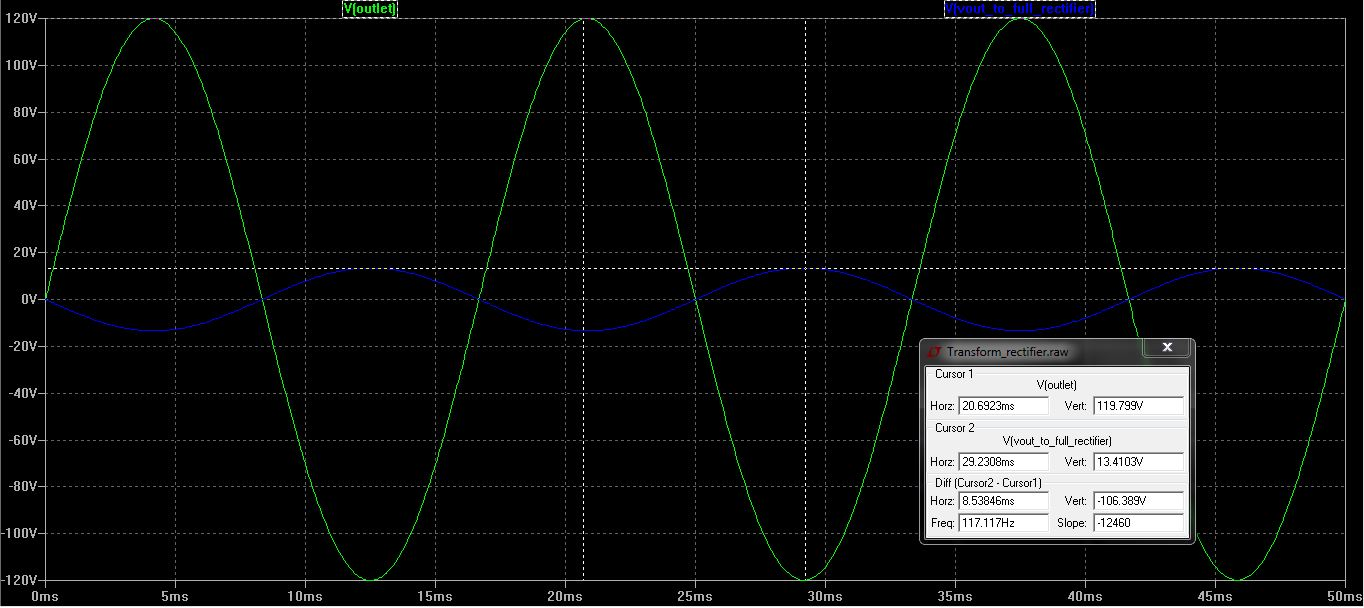 V(outlet) V(vout_to_full_rectifier)
120V
100V
80V
60V
40V
20V
0V
-20V
-40V
-60V
-80V
-100V
-120V
0ms 5ms 10ms 15ms 20ms 25ms 30ms 35ms 40ms 45ms 50ms
Transform_rectifier.raw X
Cursor 1
V(outlet)
Horz: 20.6923ms Vert: 119.799V
Cursor 2
V(vout_to_full_rectifier)
Horz: 29.2308ms Vert: 13.4103V
Diff (Cursor2 - Cursor1)
Horz: 8.53846ms Vert: -106.389V
Freq: 117.117Hz Slope: -12460